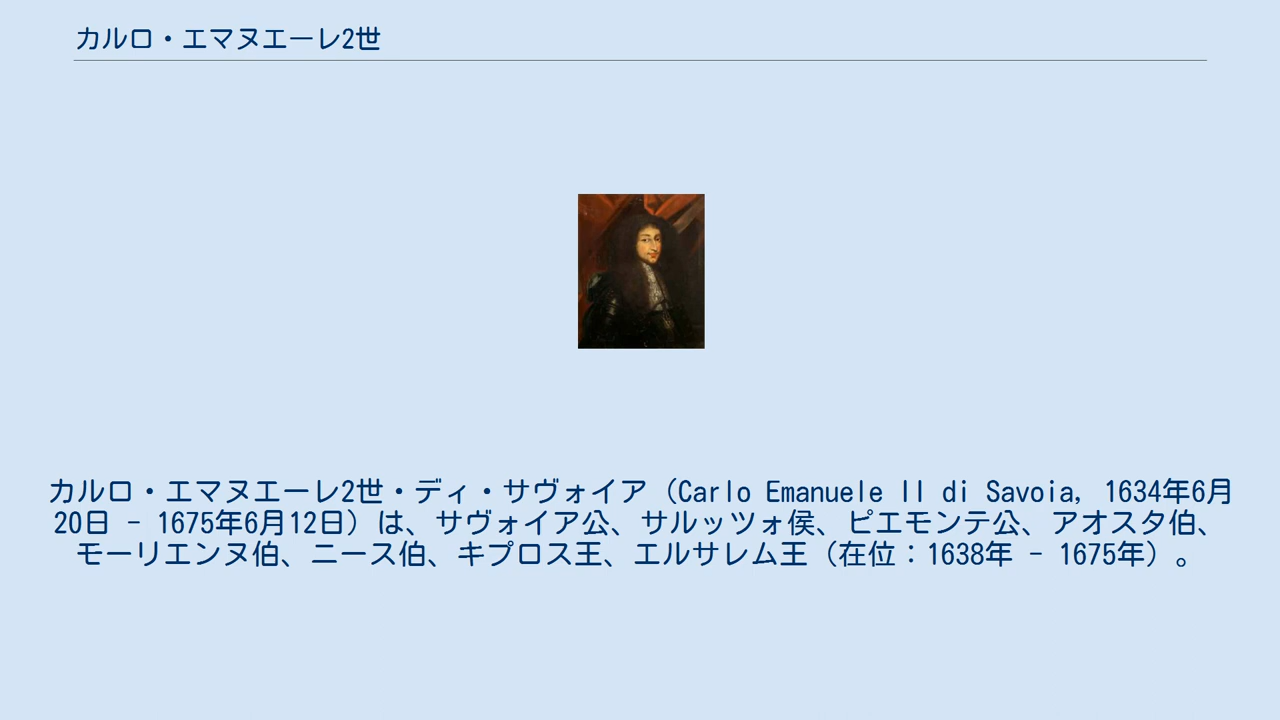 カルロ・エマヌエーレ2世
カルロ・エマヌエーレ2世・ディ・サヴォイア（Carlo Emanuele II di Savoia, 1634年6月
20日 - 1675年6月12日）は、サヴォイア公、サルッツォ侯、ピエモンテ公、アオスタ伯、
モーリエンヌ伯、ニース伯、キプロス王、エルサレム王（在位：1638年 - 1675年）。